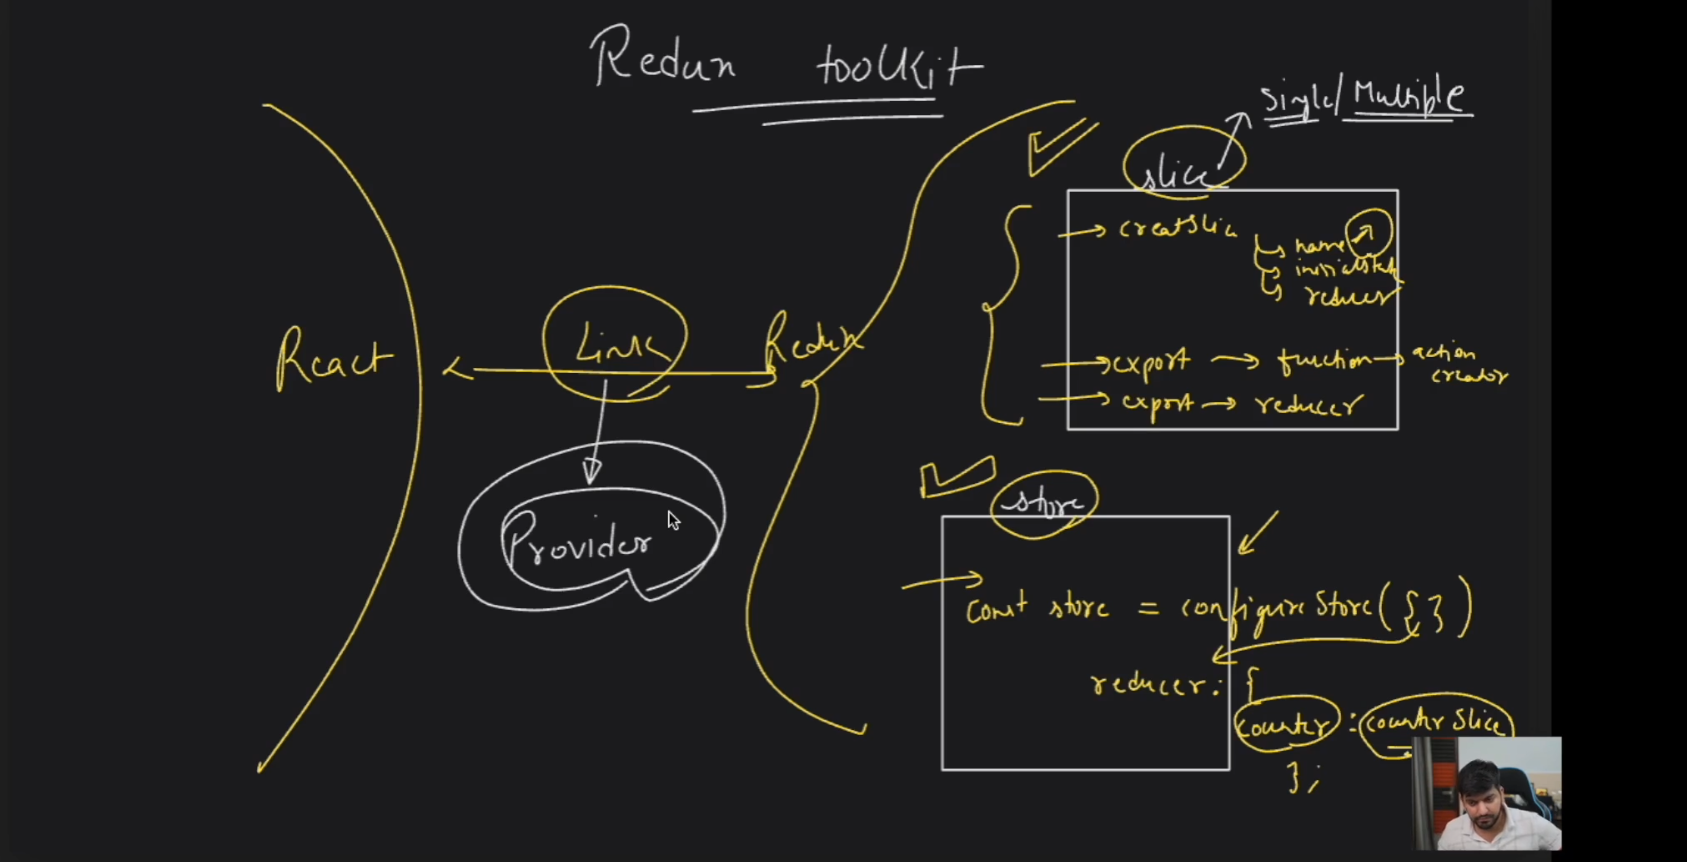 Redux toolkit
Single/Multiple
slice
creatSlic
name
initialstate
reducer
export → function → action creator
export → reducer
React
Link
Redux
Provider
store
const store = configureStore({})
reducer: {
counter : counterSlice
};